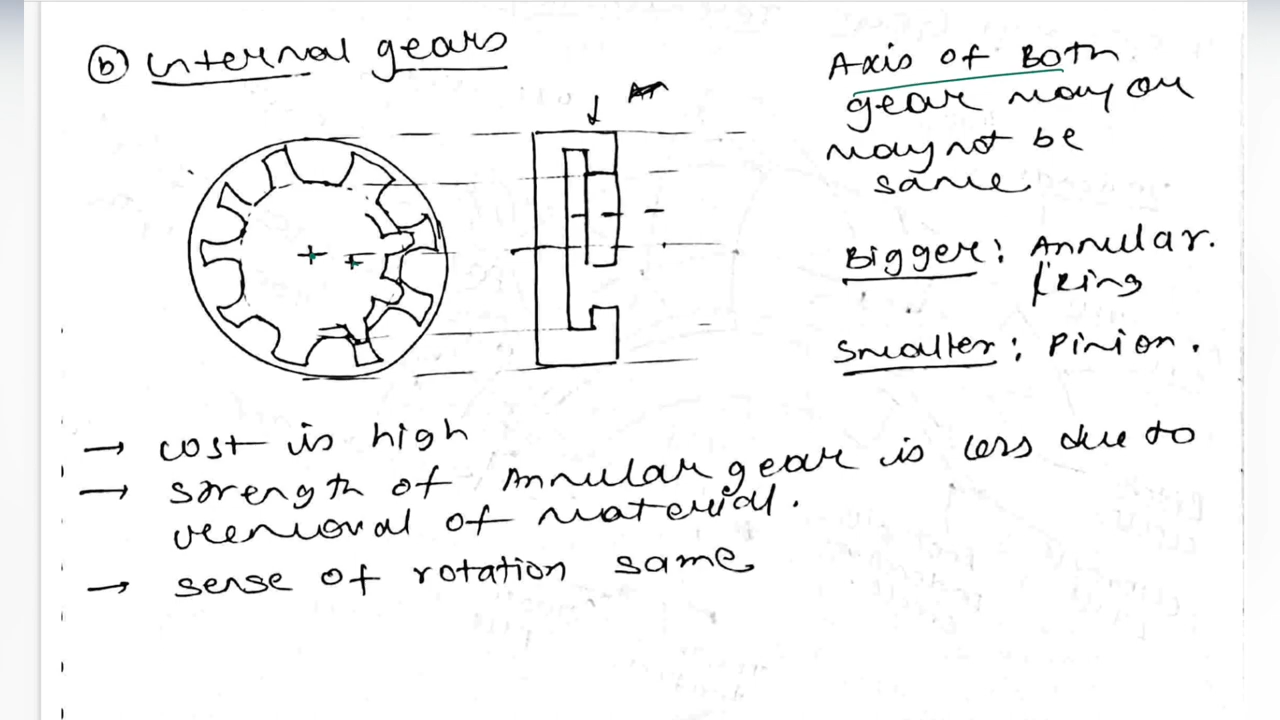 (b) internal gears
Axis of Both
gear may or
may not be
same
Bigger: Annular.
/ring
Smaller: Pinion.
→ cost is high
→ strength of Annular gear is less due to
removal of material.
→ sense of rotation same